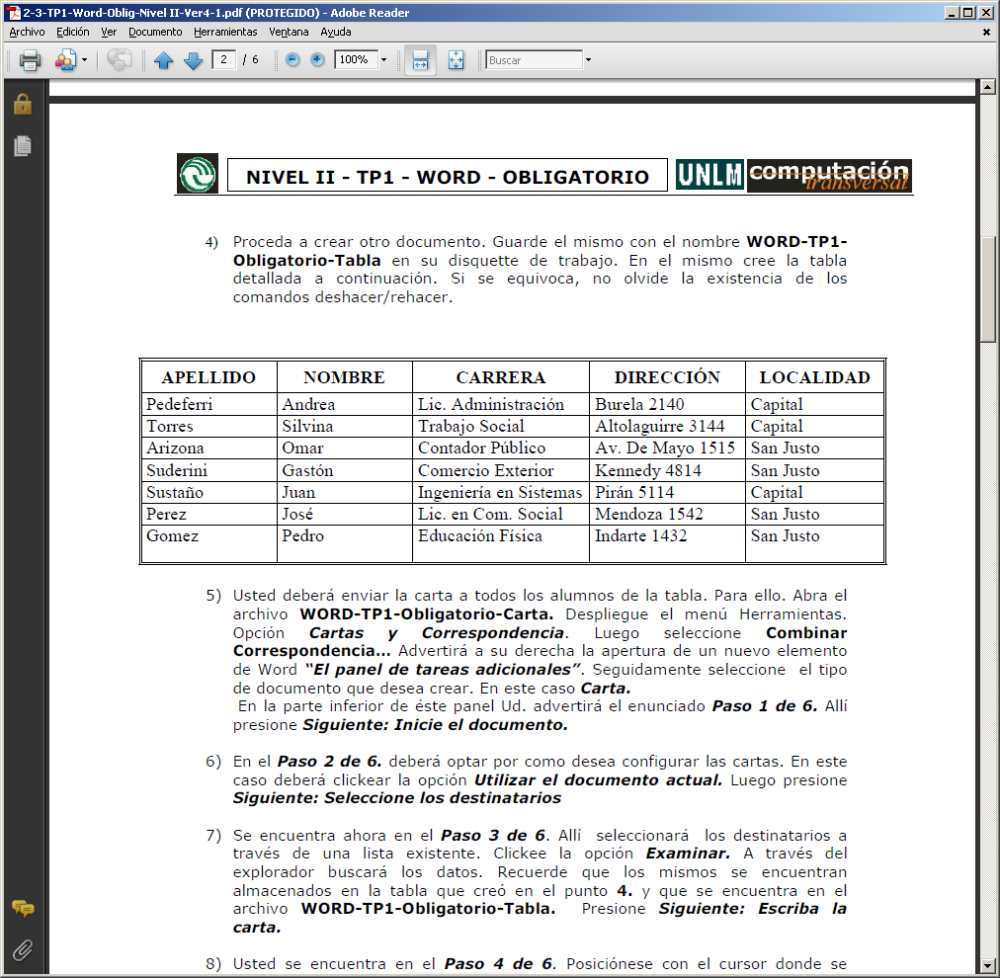 2-3-TP1-Word-Oblig-Nivel II-Ver4-1.pdf (PROTEGIDO) - Adobe Reader
Archivo Edición Ver Documento Herramientas Ventana Ayuda
2 / 6 100% Buscar
NIVEL II - TP1 - WORD - OBLIGATORIO UNLM computación
transversal
4) Proceda a crear otro documento. Guarde el mismo con el nombre WORD-TP1-
Obligatorio-Tabla en su disquette de trabajo. En el mismo cree la tabla
detallada a continuación. Si se equivoca, no olvide la existencia de los
comandos deshacer/rehacer.
APELLIDO NOMBRE CARRERA DIRECCIÓN LOCALIDAD
Pedeferri Andrea Lic. Administración Burela 2140 Capital
Torres Silvina Trabajo Social Altolaguirre 3144 Capital
Arizona Omar Contador Público Av. De Mayo 1515 San Justo
Suderini Gastón Comercio Exterior Kennedy 4814 San Justo
Sustaño Juan Ingeniería en Sistemas Pirán 5114 Capital
Perez José Lic. en Com. Social Mendoza 1542 San Justo
Gomez Pedro Educación Física Indarte 1432 San Justo
5) Usted deberá enviar la carta a todos los alumnos de la tabla. Para ello. Abra el
archivo WORD-TP1-Obligatorio-Carta. Despliegue el menú Herramientas.
Opción Cartas y Correspondencia. Luego seleccione Combinar
Correspondencia... Advertirá a su derecha la apertura de un nuevo elemento
de Word "El panel de tareas adicionales". Seguidamente seleccione el tipo
de documento que desea crear. En este caso Carta.
En la parte inferior de éste panel Ud. advertirá el enunciado Paso 1 de 6. Allí
presione Siguiente: Inicie el documento.
6) En el Paso 2 de 6. deberá optar por como desea configurar las cartas. En este
caso deberá clickear la opción Utilizar el documento actual. Luego presione
Siguiente: Seleccione los destinatarios
7) Se encuentra ahora en el Paso 3 de 6. Allí seleccionará los destinatarios a
través de una lista existente. Clickee la opción Examinar. A través del
explorador buscará los datos. Recuerde que los mismos se encuentran
almacenados en la tabla que creó en el punto 4. y que se encuentra en el
archivo WORD-TP1-Obligatorio-Tabla. Presione Siguiente: Escriba la
carta.
8) Usted se encuentra en el Paso 4 de 6. Posiciónese con el cursor donde se